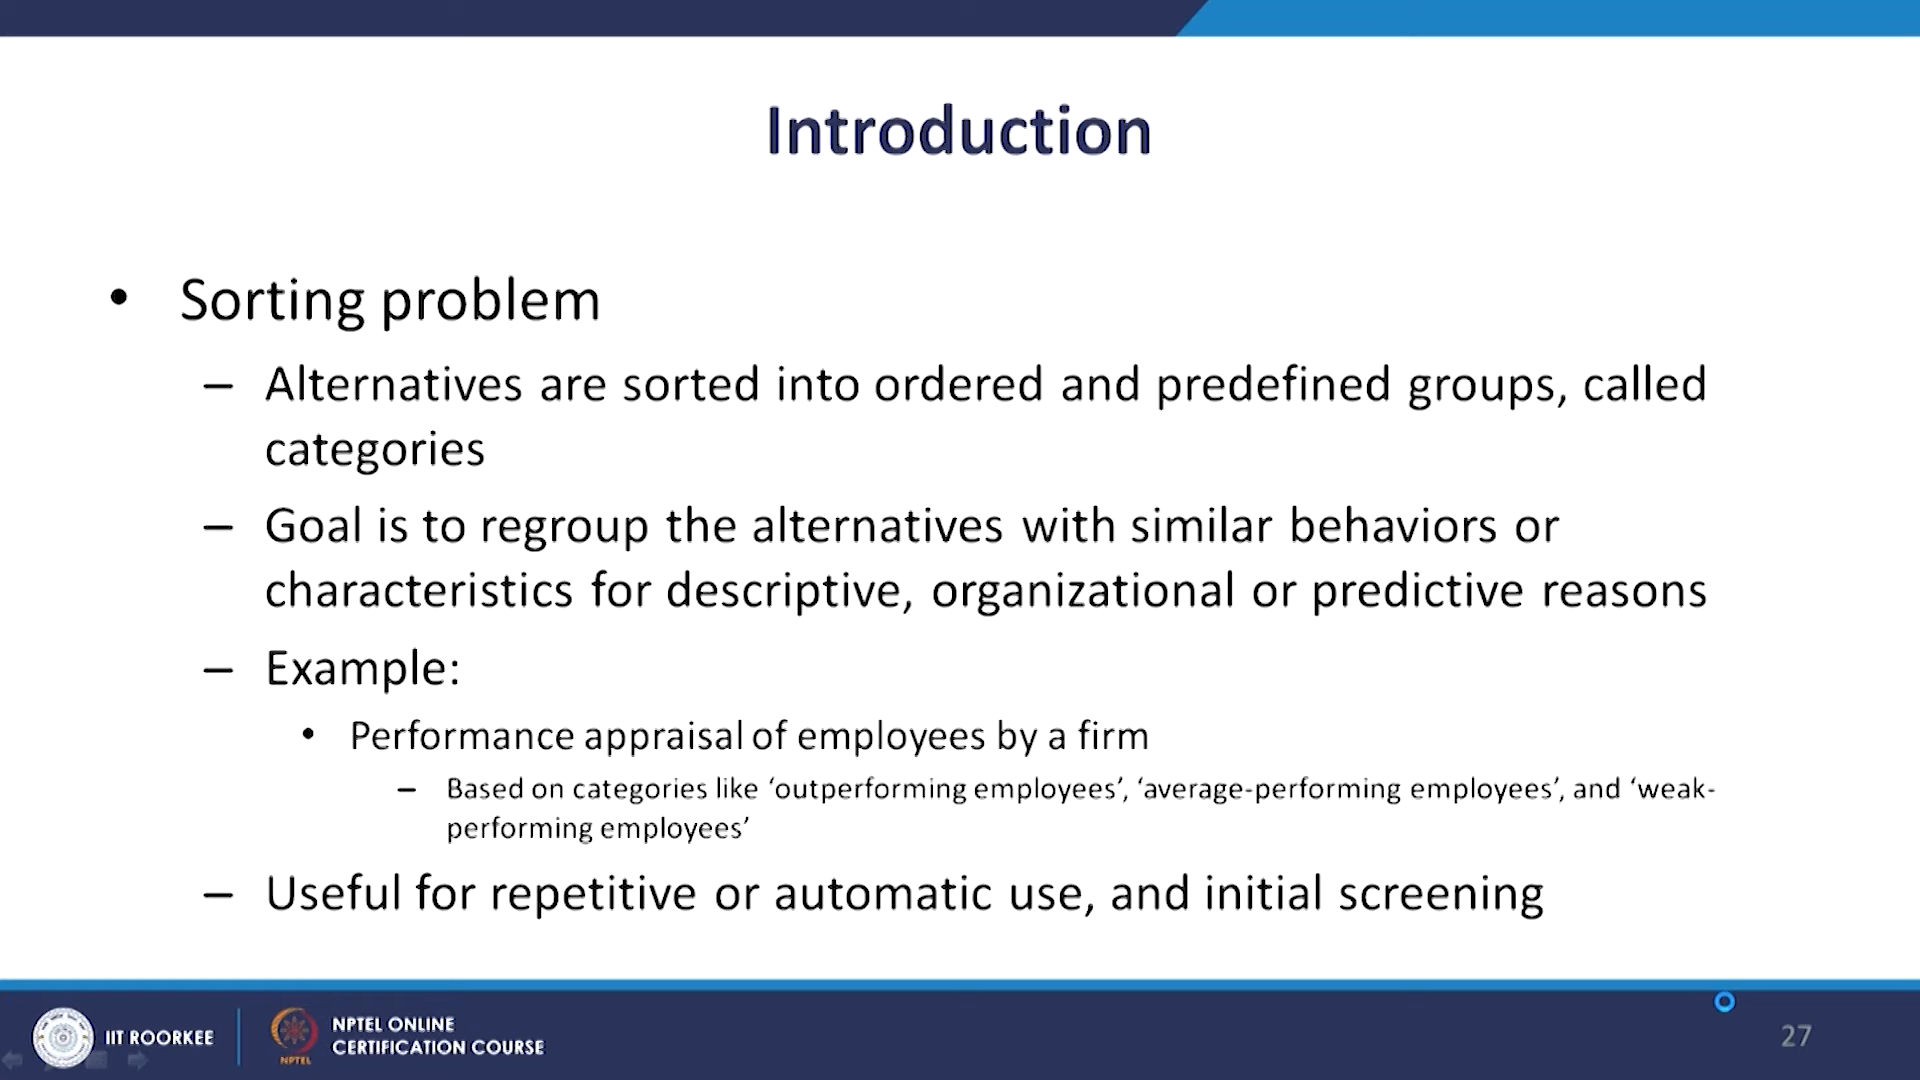 Introduction
• Sorting problem
– Alternatives are sorted into ordered and predefined groups, called
categories
– Goal is to regroup the alternatives with similar behaviors or
characteristics for descriptive, organizational or predictive reasons
– Example:
• Performance appraisal of employees by a firm
– Based on categories like ‘outperforming employees’, ‘average-performing employees’, and ‘weak-
performing employees’
– Useful for repetitive or automatic use, and initial screening
IIT ROORKEE
NPTEL
NPTEL ONLINE
CERTIFICATION COURSE
27